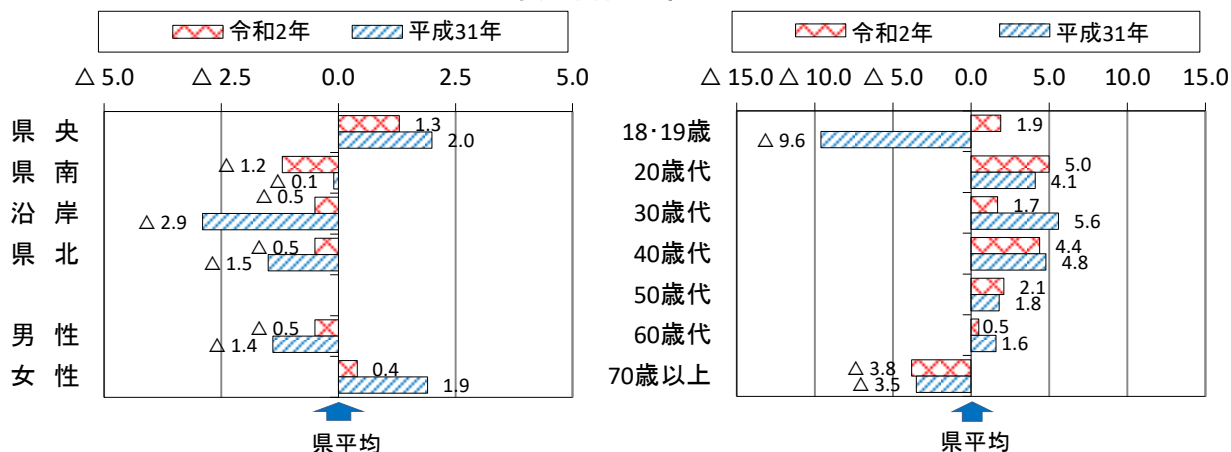 令和2年 平成31年
△ 5.0 △ 2.5 0.0 2.5 5.0
県央 1.3
2.0
県南 △ 1.2
△ 0.1
沿岸 △ 0.5
△ 2.9
県北 △ 0.5
△ 1.5
男性 △ 0.5
△ 1.4
女性 0.4
1.9
県平均
令和2年 平成31年
△ 15.0 △ 10.0 △ 5.0 0.0 5.0 10.0 15.0
18･19歳 1.9
△ 9.6
20歳代 5.0
4.1
30歳代 1.7
5.6
40歳代 4.4
4.8
50歳代 2.1
1.8
60歳代 0.5
1.6
70歳以上 △ 3.8
△ 3.5
県平均